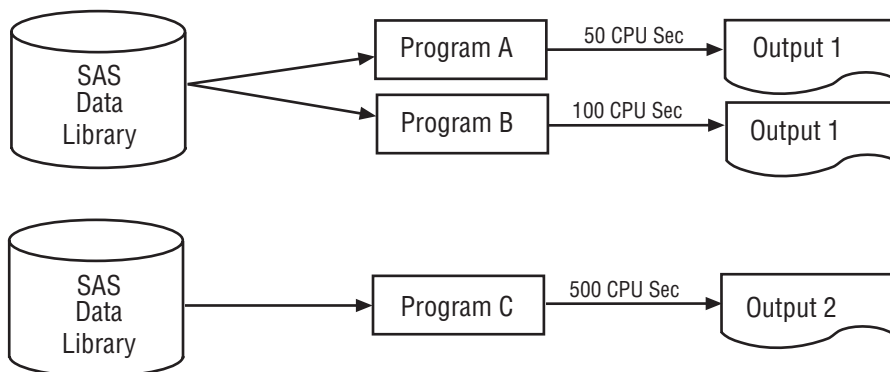 SAS
Data
Library
Program A
50 CPU Sec
Output 1
Program B
100 CPU Sec
Output 1
SAS
Data
Library
Program C
500 CPU Sec
Output 2